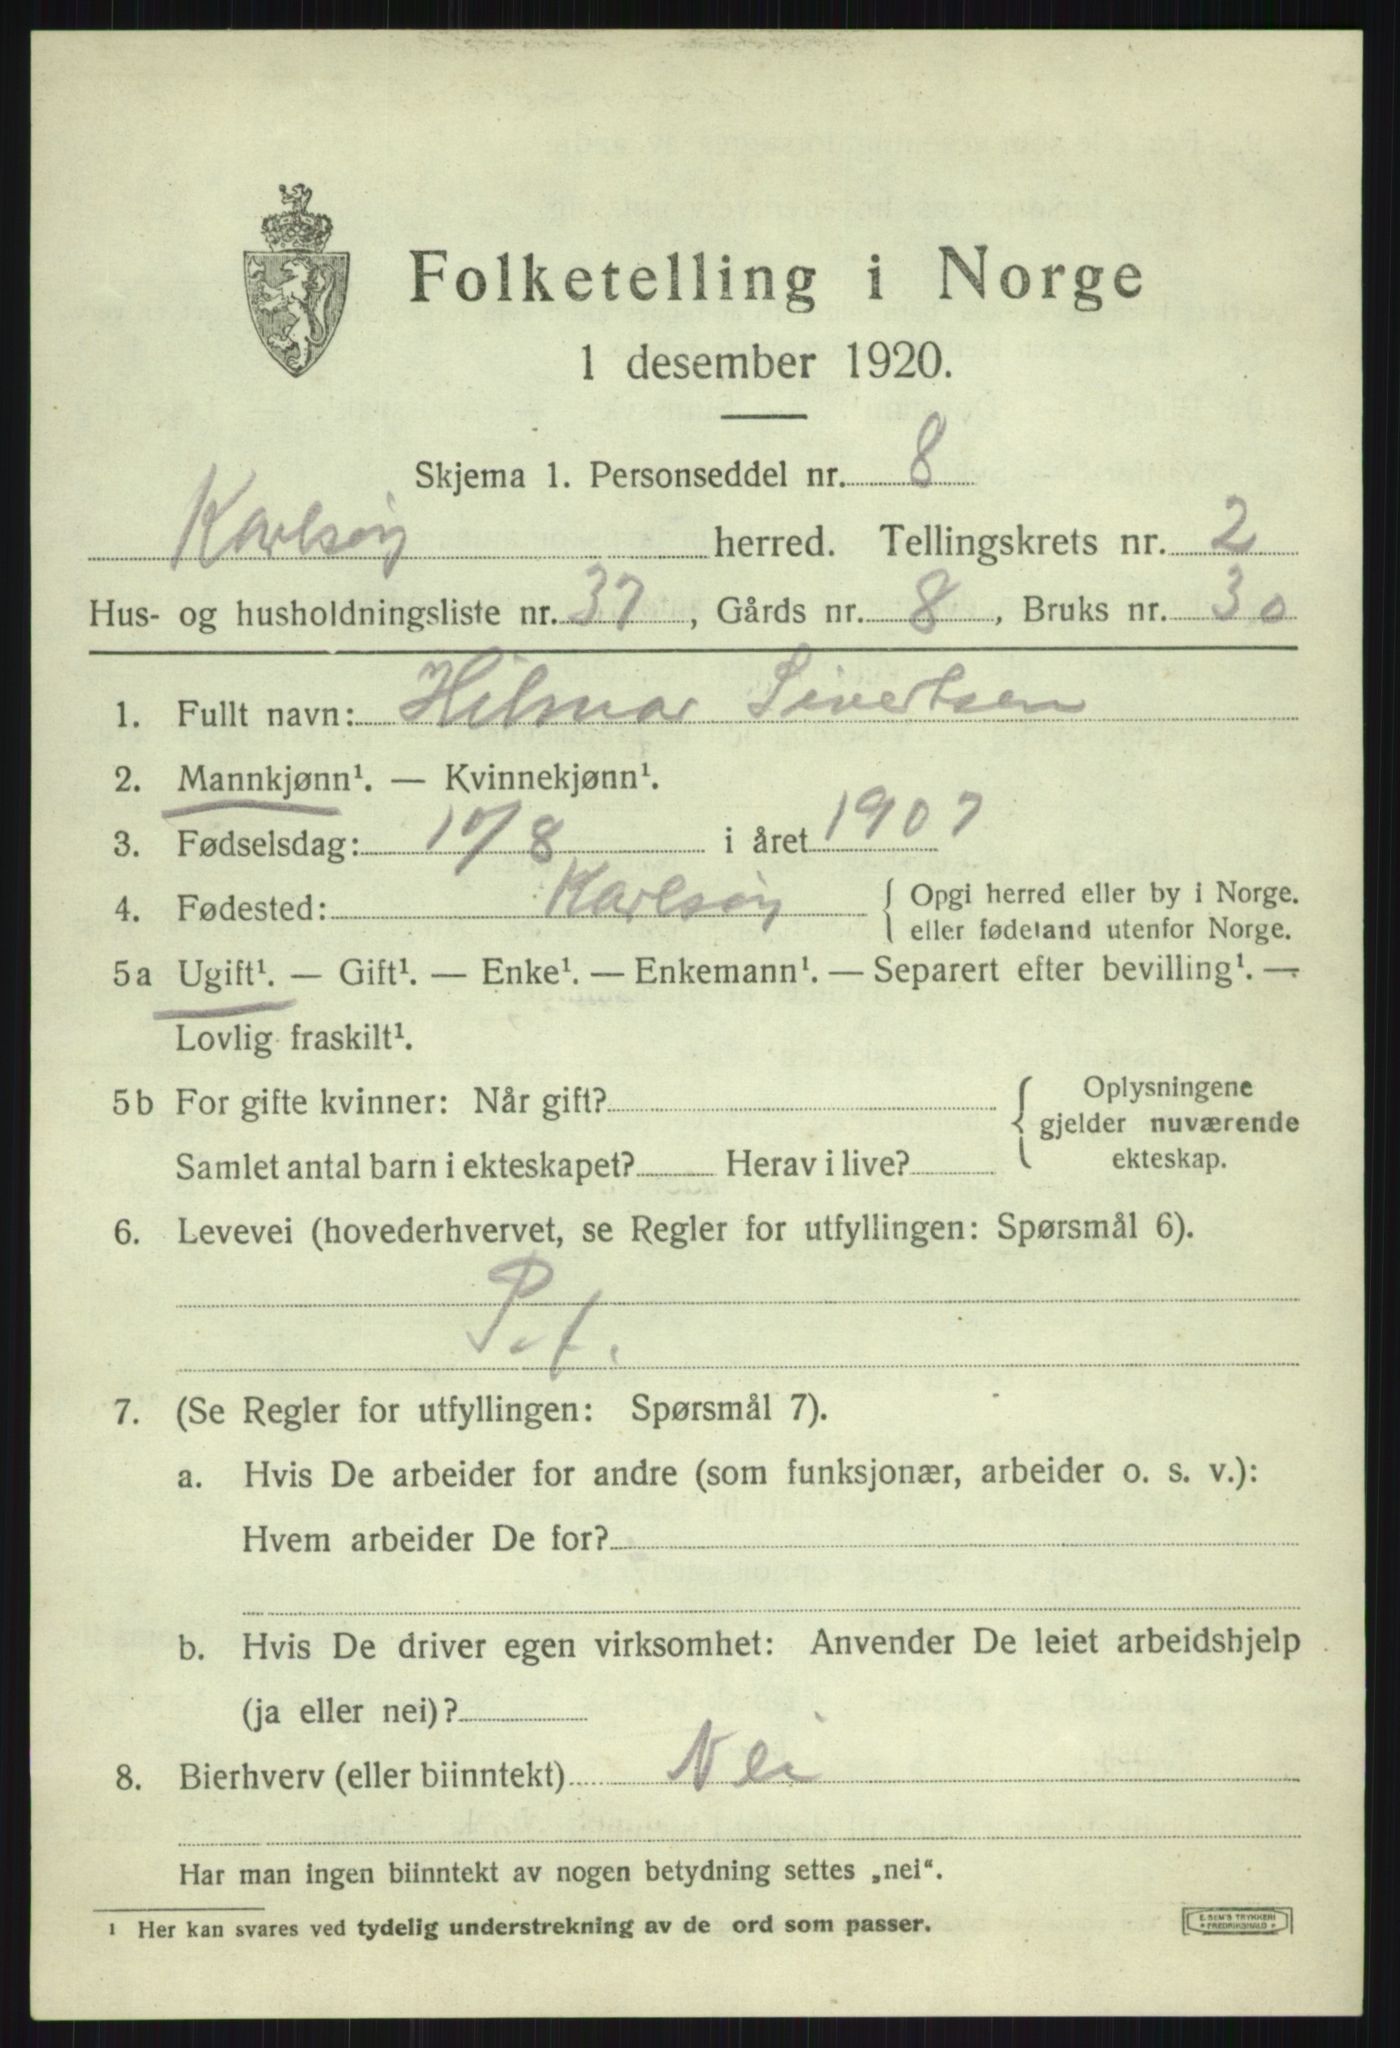 Folketelling i Norge
1 desember 1920.
Skjema 1. Personseddel nr. 8
Karlsøy herred. Tellingskrets nr. 2
Hus- og husholdningsliste nr. 37, Gårds nr. 8, Bruks nr. 30
1. Fullt navn: Hilmar Sivertsen
2. Mannkjønn¹. — Kvinnekjønn¹.
3. Fødselsdag: 10/8 i året 1907
4. Fødested: Karlsøy { Opgi herred eller by i Norge.
eller fødeland utenfor Norge.
5a Ugift¹. — Gift¹. — Enke¹. — Enkemann¹. — Separert efter bevilling¹. —
Lovlig fraskilt¹.
5b For gifte kvinner: Når gift? { Oplysningene
gjelder nuværende
Samlet antal barn i ekteskapet? Herav i live? ekteskap.
6. Levevei (hovederhvervet, se Regler for utfyllingen: Spørsmål 6).
7. (Se Regler for utfyllingen: Spørsmål 7).
a. Hvis De arbeider for andre (som funksjonær, arbeider o. s. v.):
Hvem arbeider De for?
b. Hvis De driver egen virksomhet: Anvender De leiet arbeidshjelp
(ja eller nei)?
8. Bierhverv (eller biinntekt) Nei
Har man ingen biinntekt av nogen betydning settes „nei“.
¹ Her kan svares ved tydelig understrekning av de ord som passer.
E. SEM'S TRYKKERI
* FREDRIKSHALD *